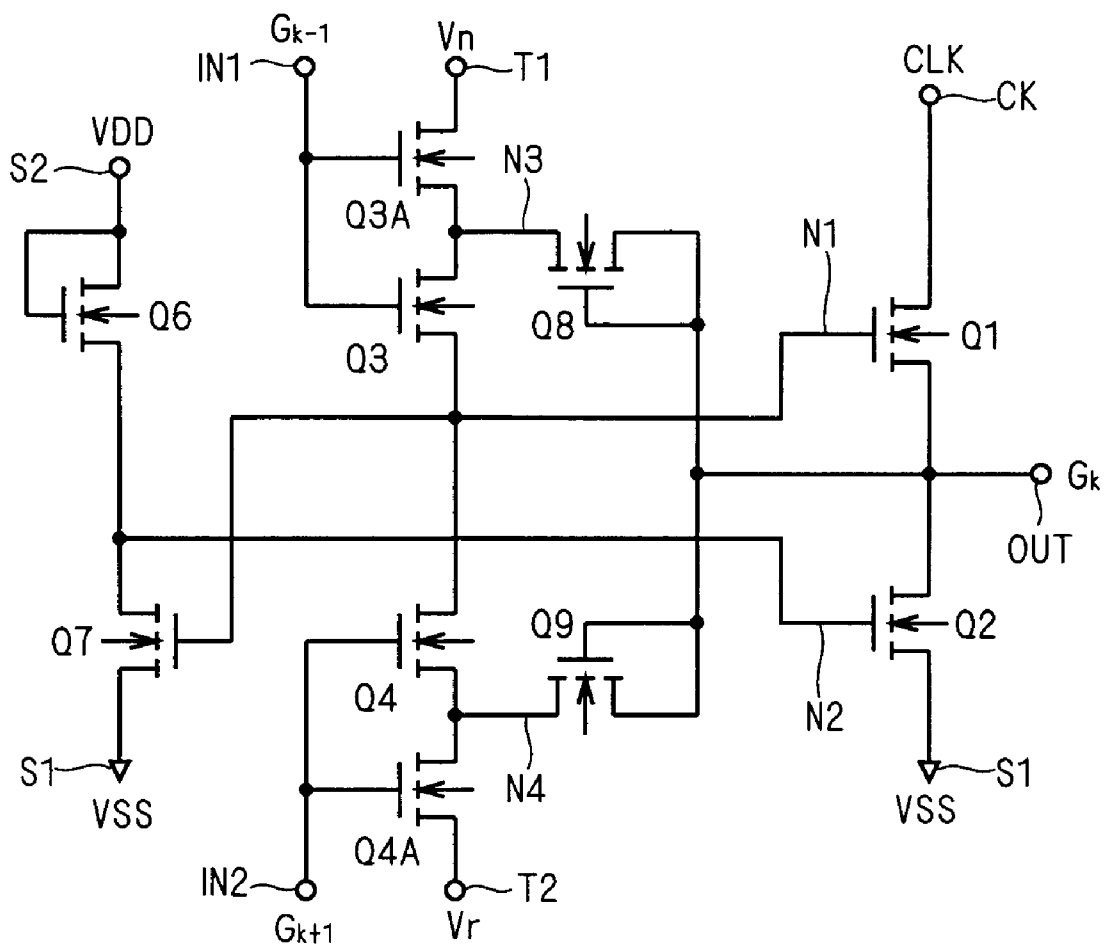 Gk-1
Vn
IN1
T1
CLK
CK
VDD
S2
N3
Q3A
N1
Q6
Q8
Q1
Q3
Gk
OUT
Q9
Q7
Q2
Q4
N2
S1
N4
S1
VSS
VSS
Q4A
IN2
T2
Gk+1
Vr